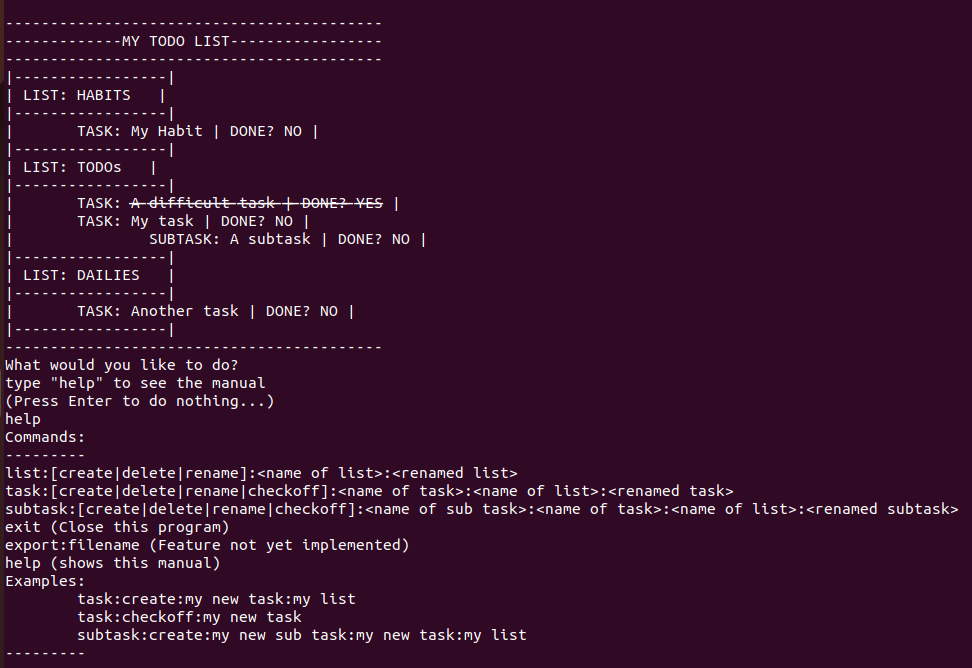 ------------------------------------------
-------------MY TODO LIST-----------------
------------------------------------------
|-----------------|
| LIST: HABITS   |
|-----------------|
|       TASK: My Habit | DONE? NO |
|-----------------|
| LIST: TODOs   |
|-----------------|
|       TASK: A difficult task | DONE? YES |
|       TASK: My task | DONE? NO |
|               SUBTASK: A subtask | DONE? NO |
|-----------------|
| LIST: DAILIES   |
|-----------------|
|       TASK: Another task | DONE? NO |
|-----------------|
------------------------------------------
What would you like to do?
type "help" to see the manual
(Press Enter to do nothing...)
help
Commands:
---------
list:[create|delete|rename]:<name of list>:<renamed list>
task:[create|delete|rename|checkoff]:<name of task>:<name of list>:<renamed task>
subtask:[create|delete|rename|checkoff]:<name of sub task>:<name of task>:<name of list>:<renamed subtask>
exit (Close this program)
export:filename (Feature not yet implemented)
help (shows this manual)
Examples:
        task:create:my new task:my list
        task:checkoff:my new task
        subtask:create:my new sub task:my new task:my list
---------